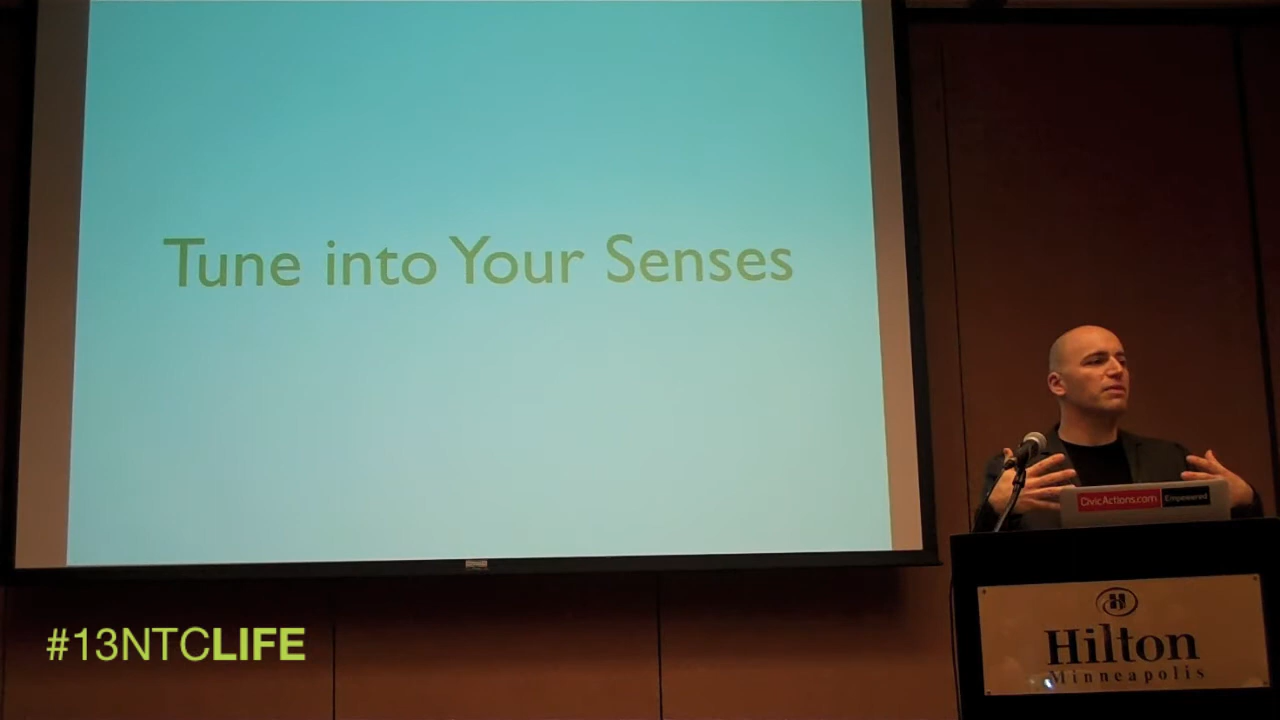 Tune into Your Senses
CivicActions.com Empowered
#13NTCLIFE
H
Hilton
Minneapolis